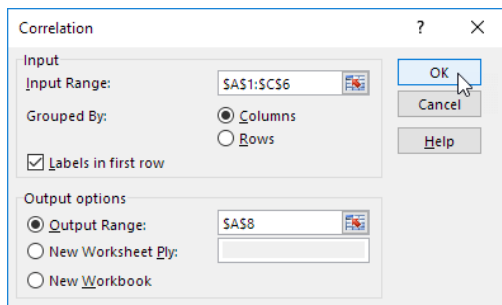 Correlation ? ×
Input
Input Range: $A$1:$C$6 OK
Grouped By: Columns Cancel
Rows
Labels in first row Help
Output options
Output Range: $A$8
New Worksheet Ply:
New Workbook